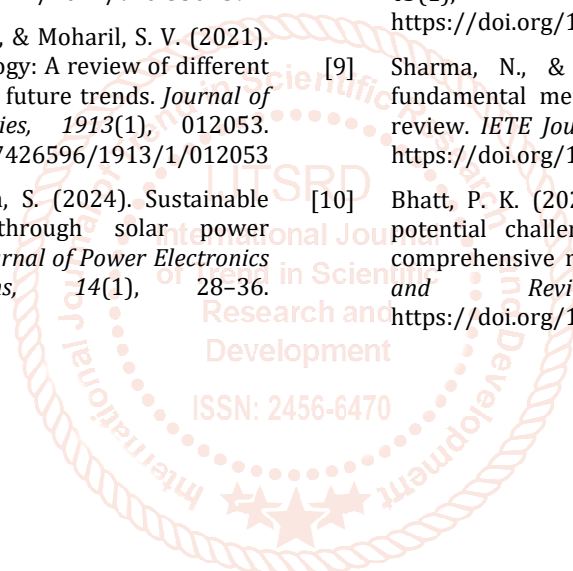 , & Moharil, S. V. (2021).
ogy: A review of different
future trends. Journal of
ies, 1913(1), 012053.
7426596/1913/1/012053
, S. (2024). Sustainable
through solar power
urnal of Power Electronics
ns, 14(1), 28–36.
https://doi.org/1
[9] Sharma, N., &
fundamental me
review. IETE Jou
https://doi.org/1
[10] Bhatt, P. K. (202
potential challen
comprehensive r
and Revi
https://doi.org/1
IJTSRD
International Journal
of Trend in Scientific
Research and
Development
ISSN: 2456-6470